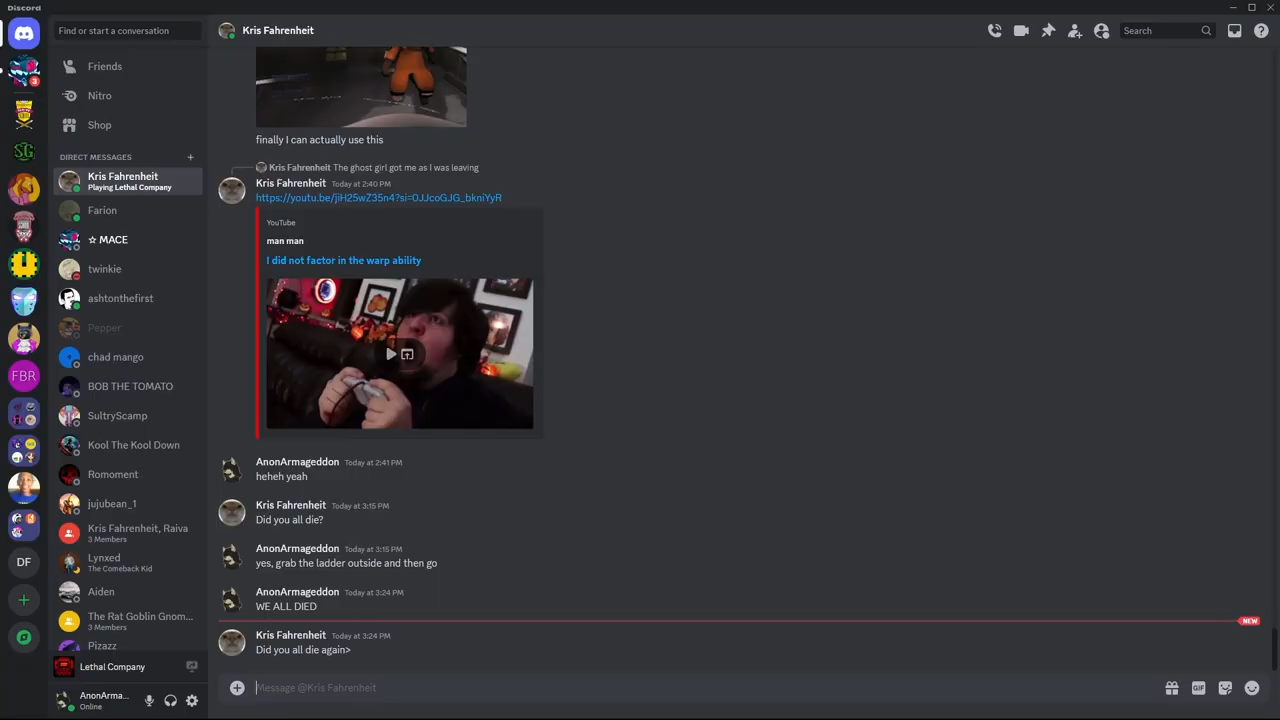 Discord
Find or start a conversation
Friends
Nitro
Shop
DIRECT MESSAGES
Kris Fahrenheit
Playing Lethal Company
Farion
☆ MACE
twinkie
ashtonthefirst
Pepper
chad mango
BOB THE TOMATO
SultryScamp
Kool The Kool Down
Romoment
jujubean_1
Kris Fahrenheit, Raiva
3 Members
Lynxed
The Comeback Kid
Aiden
The Rat Goblin Gnom...
3 Members
Pizazz
Lethal Company
AnonArma...
Online
3
SG
FBR
DF
Kris Fahrenheit
Search
finally I can actually use this
Kris Fahrenheit The ghost girl got me as I was leaving
Kris Fahrenheit Today at 2:40 PM
https://youtu.be/jiH25wZ35n4?si=0JJcoGJG_bkniYyR
YouTube
man man
I did not factor in the warp ability
AnonArmageddon Today at 2:41 PM
heheh yeah
Kris Fahrenheit Today at 3:15 PM
Did you all die?
AnonArmageddon Today at 3:15 PM
yes, grab the ladder outside and then go
AnonArmageddon Today at 3:24 PM
WE ALL DIED
NEW
Kris Fahrenheit Today at 3:24 PM
Did you all die again>
Message @Kris Fahrenheit
GIF